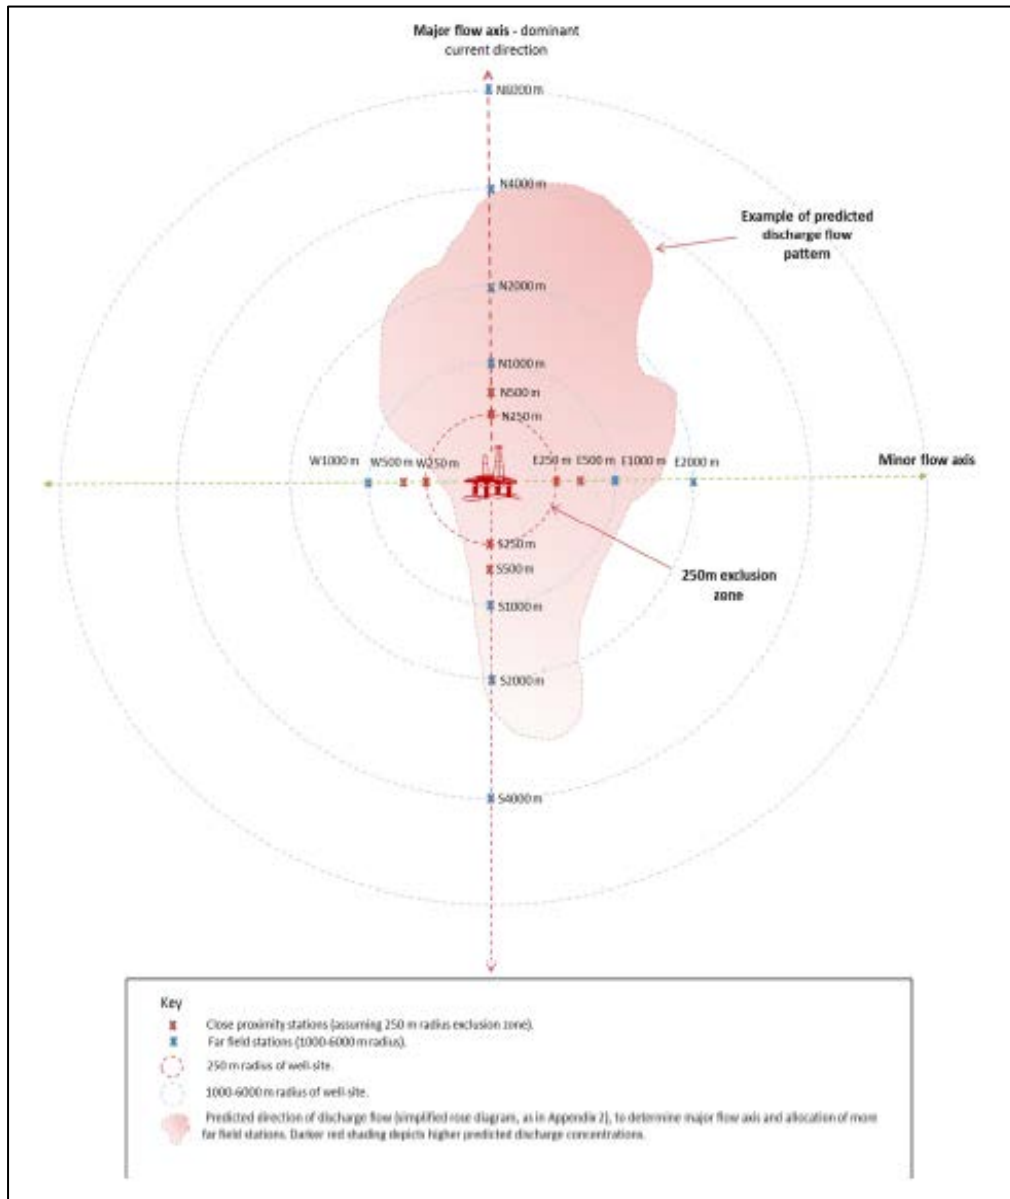 Major flow axis - dominant
current direction
N6000 m
N4000 m
Example of predicted
discharge flow
pattern
N2000 m
N1000 m
N500 m
N250 m
W1000 m W500 m W250 m E250 m E500 m E1000 m E2000 m
Minor flow axis
S250 m
S500 m
250m exclusion
zone
S1000 m
S2000 m
S4000 m
Key
Close proximity stations (assuming 250 m radius exclusion zone).
Far field stations (1000-6000 m radius).
250 m radius of well-site.
1000-6000 m radius of well-site.
Predicted direction of discharge flow (simplified rose diagram, as in Appendix 2), to determine major flow axis and allocation of more
far field stations. Darker red shading depicts higher predicted discharge concentrations.